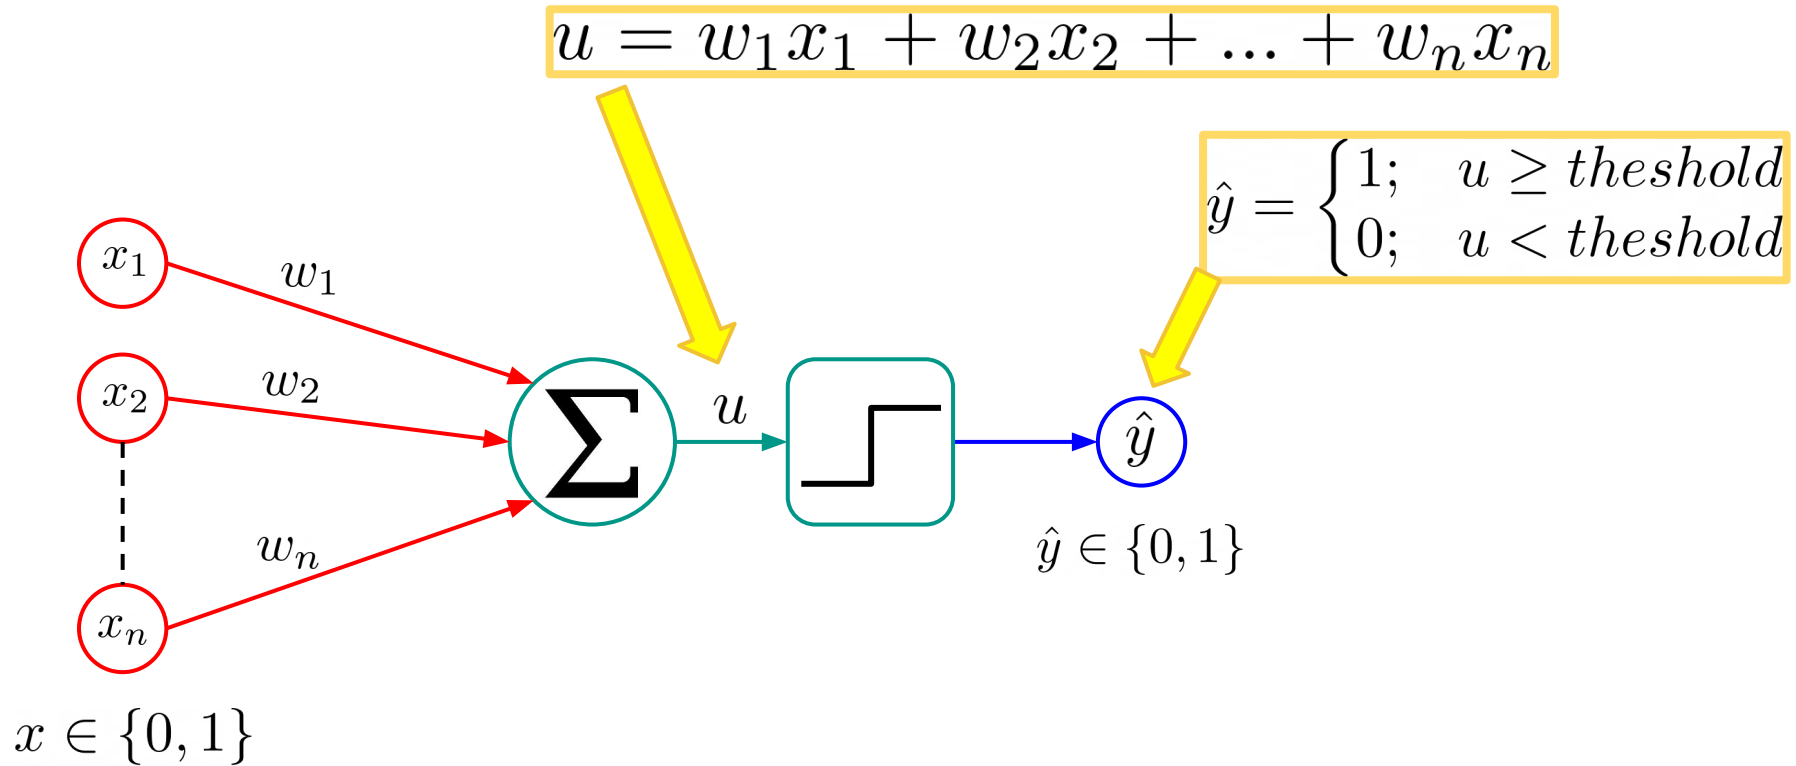 u = w₁x₁ + w₂x₂ + ... + wₙxₙ
ŷ = { 1; u ≥ theshold
0; u < theshold
x₁
w₁
x₂
w₂
Σ
u
ŷ
xₙ
wₙ
ŷ ∈ {0, 1}
x ∈ {0, 1}